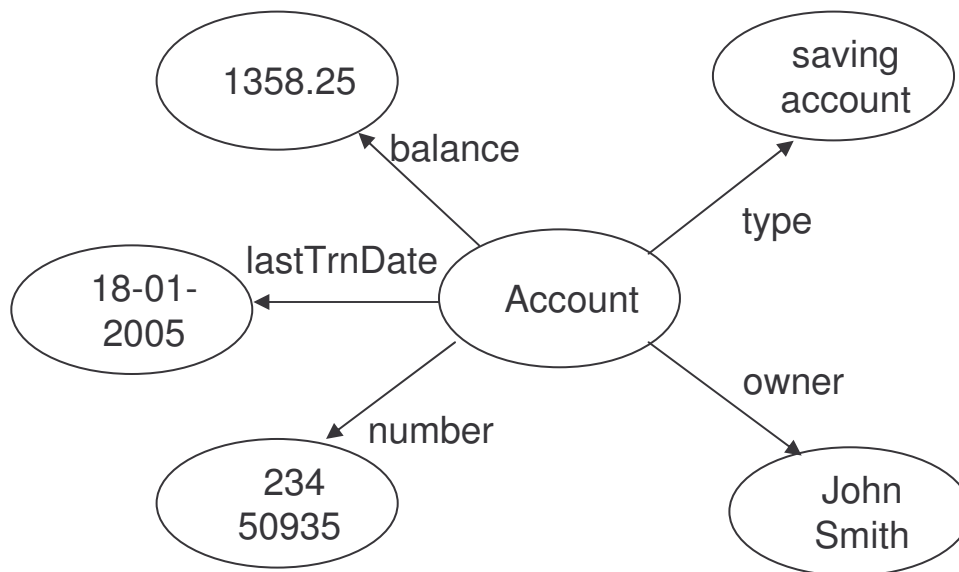 1358.25
saving
account
balance
type
lastTrnDate
18-01-
2005
Account
owner
number
234
50935
John
Smith